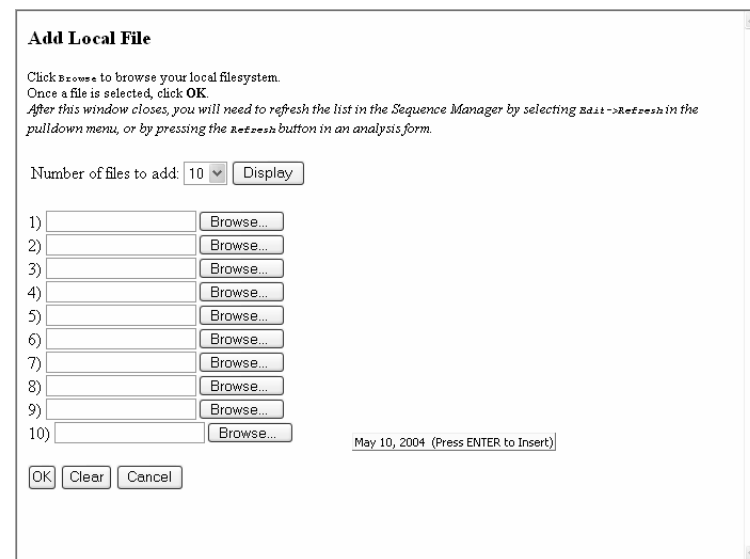 Add Local File
Click Browse to browse your local filesystem.
Once a file is selected, click OK.
After this window closes, you will need to refresh the list in the Sequence Manager by selecting Edit->Refresh in the
pulldown menu, or by pressing the Refresh button in an analysis form.
Number of files to add: 10 Display
1) Browse...
2) Browse...
3) Browse...
4) Browse...
5) Browse...
6) Browse...
7) Browse...
8) Browse...
9) Browse...
10) Browse...
May 10, 2004 (Press ENTER to Insert)
OK Clear Cancel